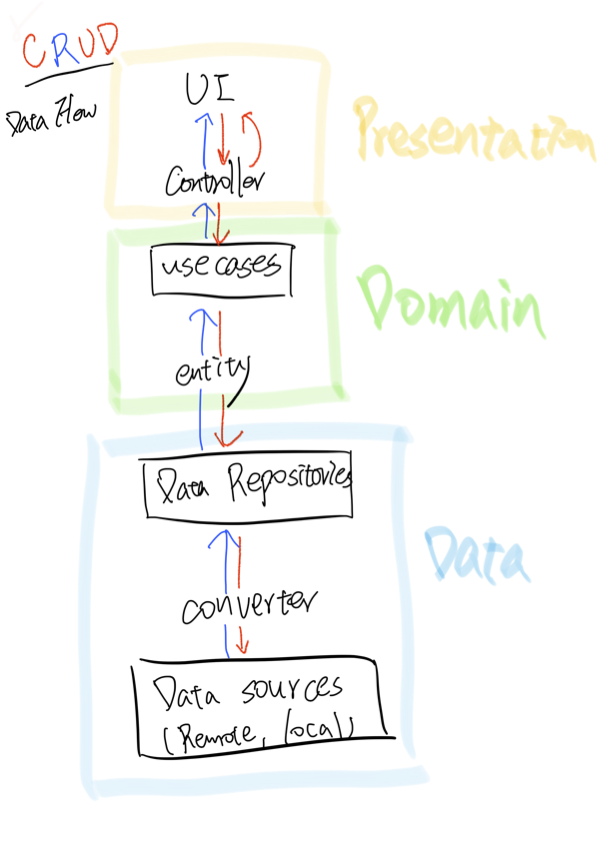 CRUD
Data Flow
UI
Presentation
Controller
use cases
Domain
entity
Data Repositories
Data
converter
Data sources
(Remote, local)